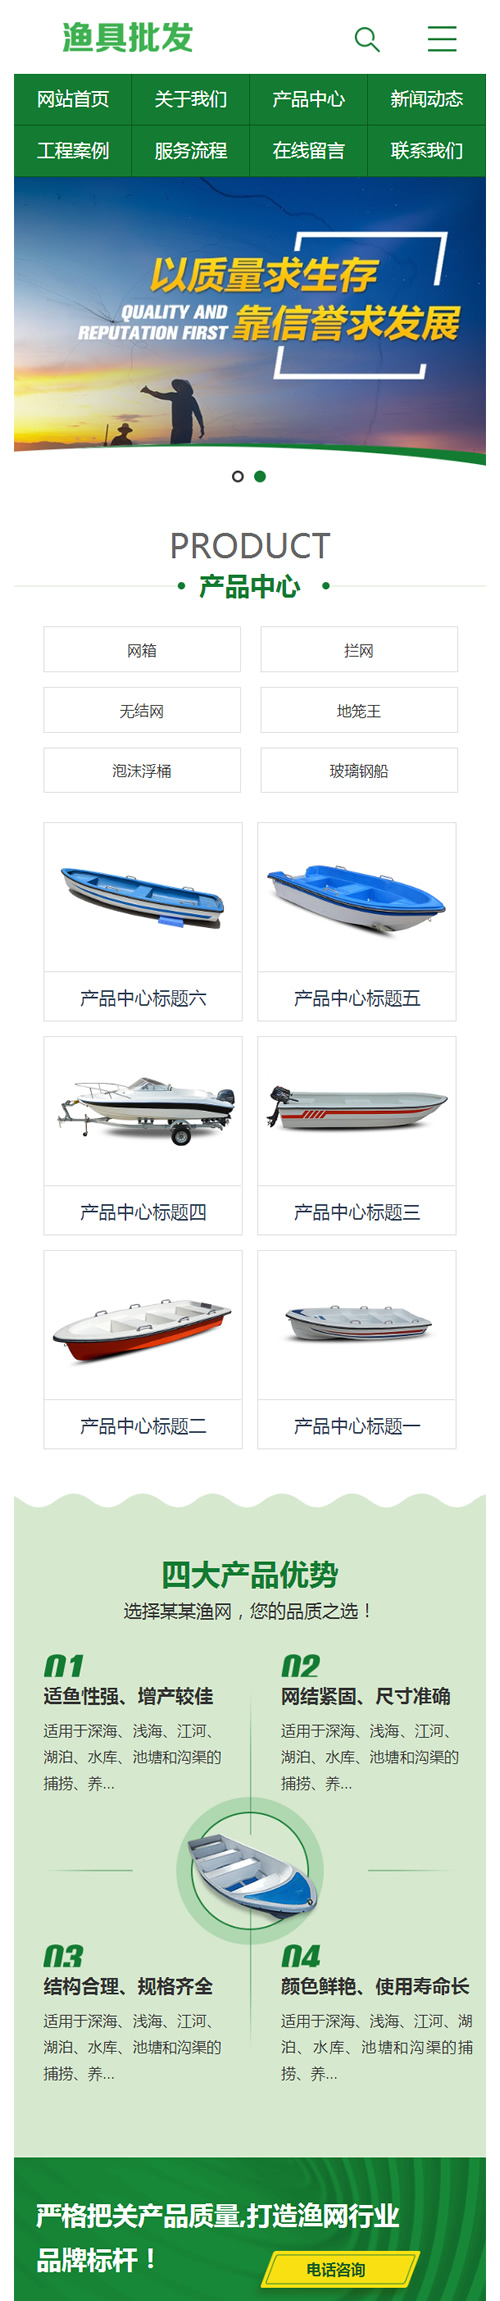 渔具批发
网站首页 关于我们 产品中心 新闻动态
工程案例 服务流程 在线留言 联系我们
以质量求生存
QUALITY AND
REPUTATION FIRST 靠信誉求发展
PRODUCT
• 产品中心 •
网箱 拦网
无结网 地笼王
泡沫浮桶 玻璃钢船
产品中心标题六 产品中心标题五
产品中心标题四 产品中心标题三
产品中心标题二 产品中心标题一
四大产品优势
选择某某渔网，您的品质之选！
01
适鱼性强、增产较佳
适用于深海、浅海、江河、
湖泊、水库、池塘和沟渠的
捕捞、养...
02
网结紧固、尺寸准确
适用于深海、浅海、江河、
湖泊、水库、池塘和沟渠的
捕捞、养...
03
结构合理、规格齐全
适用于深海、浅海、江河、
湖泊、水库、池塘和沟渠的
捕捞、养...
04
颜色鲜艳、使用寿命长
适用于深海、浅海、江河、湖
泊、水库、池塘和沟渠的捕
捞、养...
严格把关产品质量,打造渔网行业
品牌标杆！
电话咨询